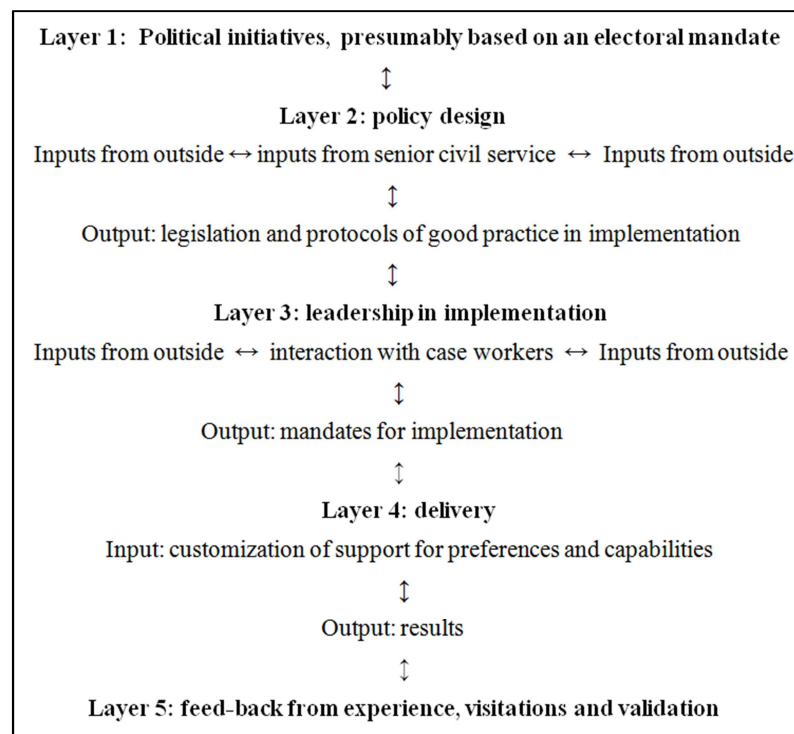 Layer 1: Political initiatives, presumably based on an electoral mandate
↕
Layer 2: policy design
Inputs from outside ↔ inputs from senior civil service ↔ Inputs from outside
↕
Output: legislation and protocols of good practice in implementation
↕
Layer 3: leadership in implementation
Inputs from outside ↔ interaction with case workers ↔ Inputs from outside
↕
Output: mandates for implementation
↕
Layer 4: delivery
Input: customization of support for preferences and capabilities
↕
Output: results
↕
Layer 5: feed-back from experience, visitations and validation